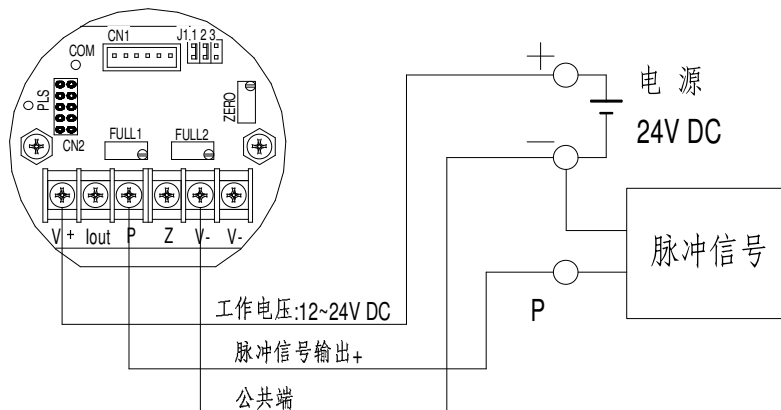 CN1
J1 1 2 3
COM
PLS
CN2
ZERO
FULL1
FULL2
V+ Iout P Z V- V-
+
电 源
24V DC
−
脉冲信号
P
工作电压:12~24V DC
脉冲信号输出+
公共端